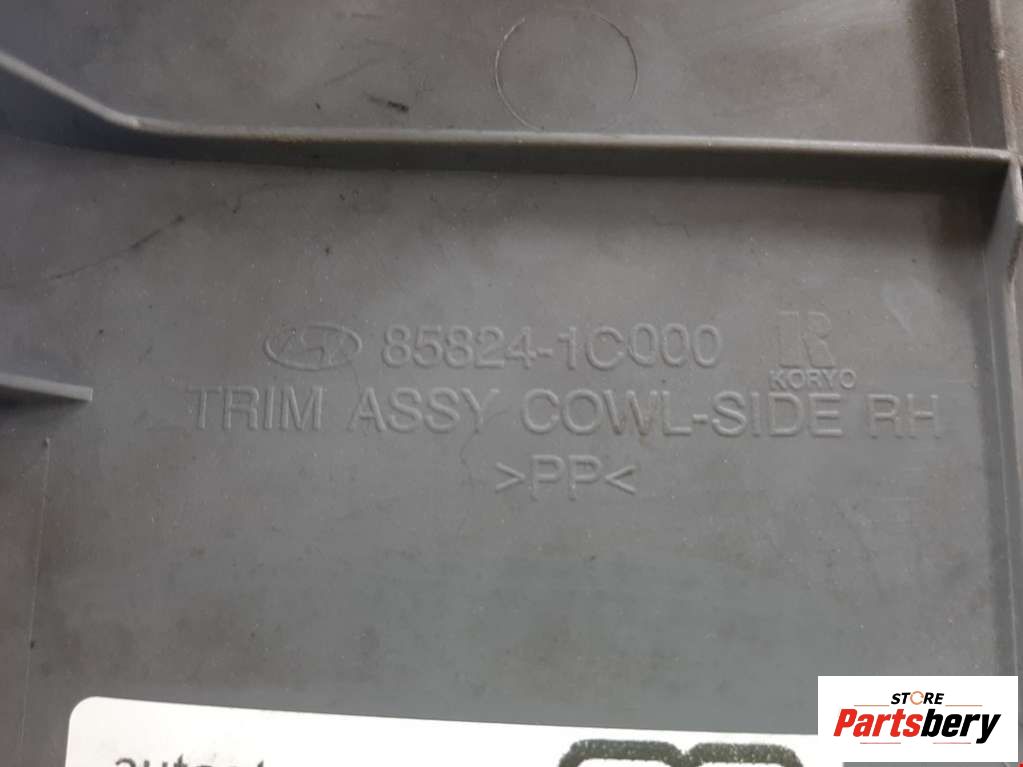 85824-1C000
KORYO
TRIM ASSY COWL-SIDE RH
>PP<
STORE
Partsbery